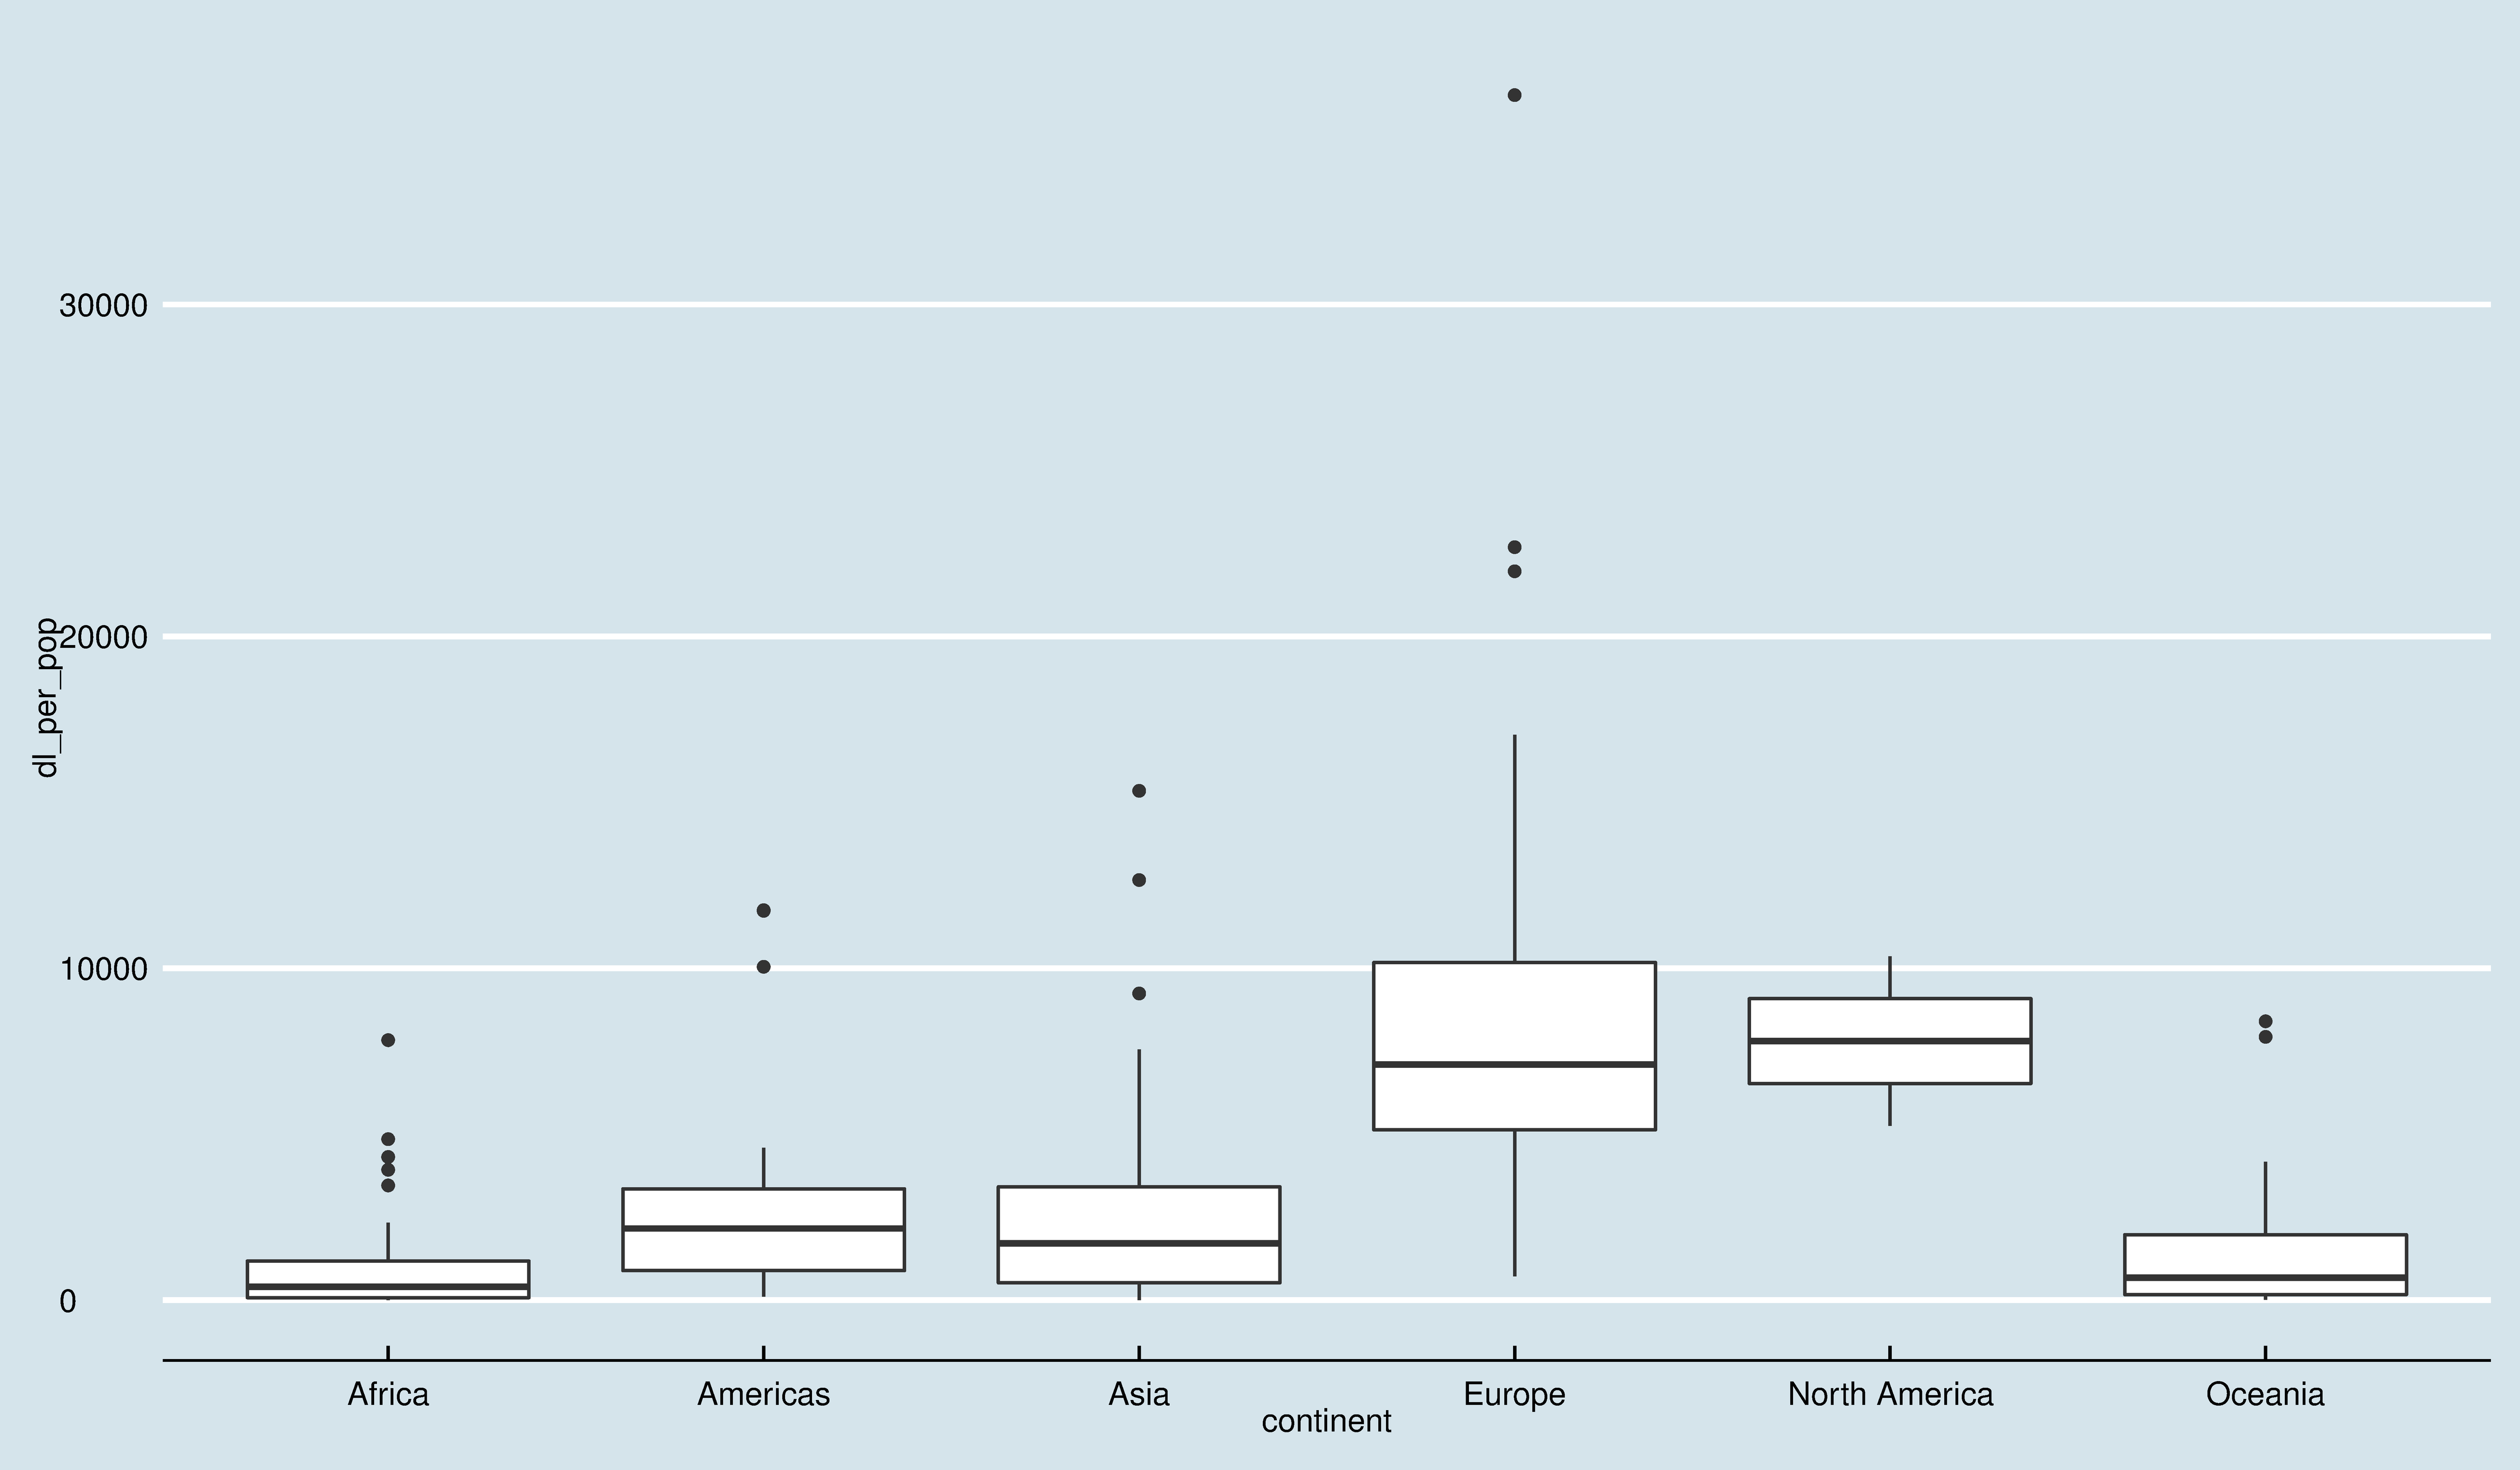 dl_per_pop
30000
20000
10000
0
Africa
Americas
Asia
Europe
North America
Oceania
continent